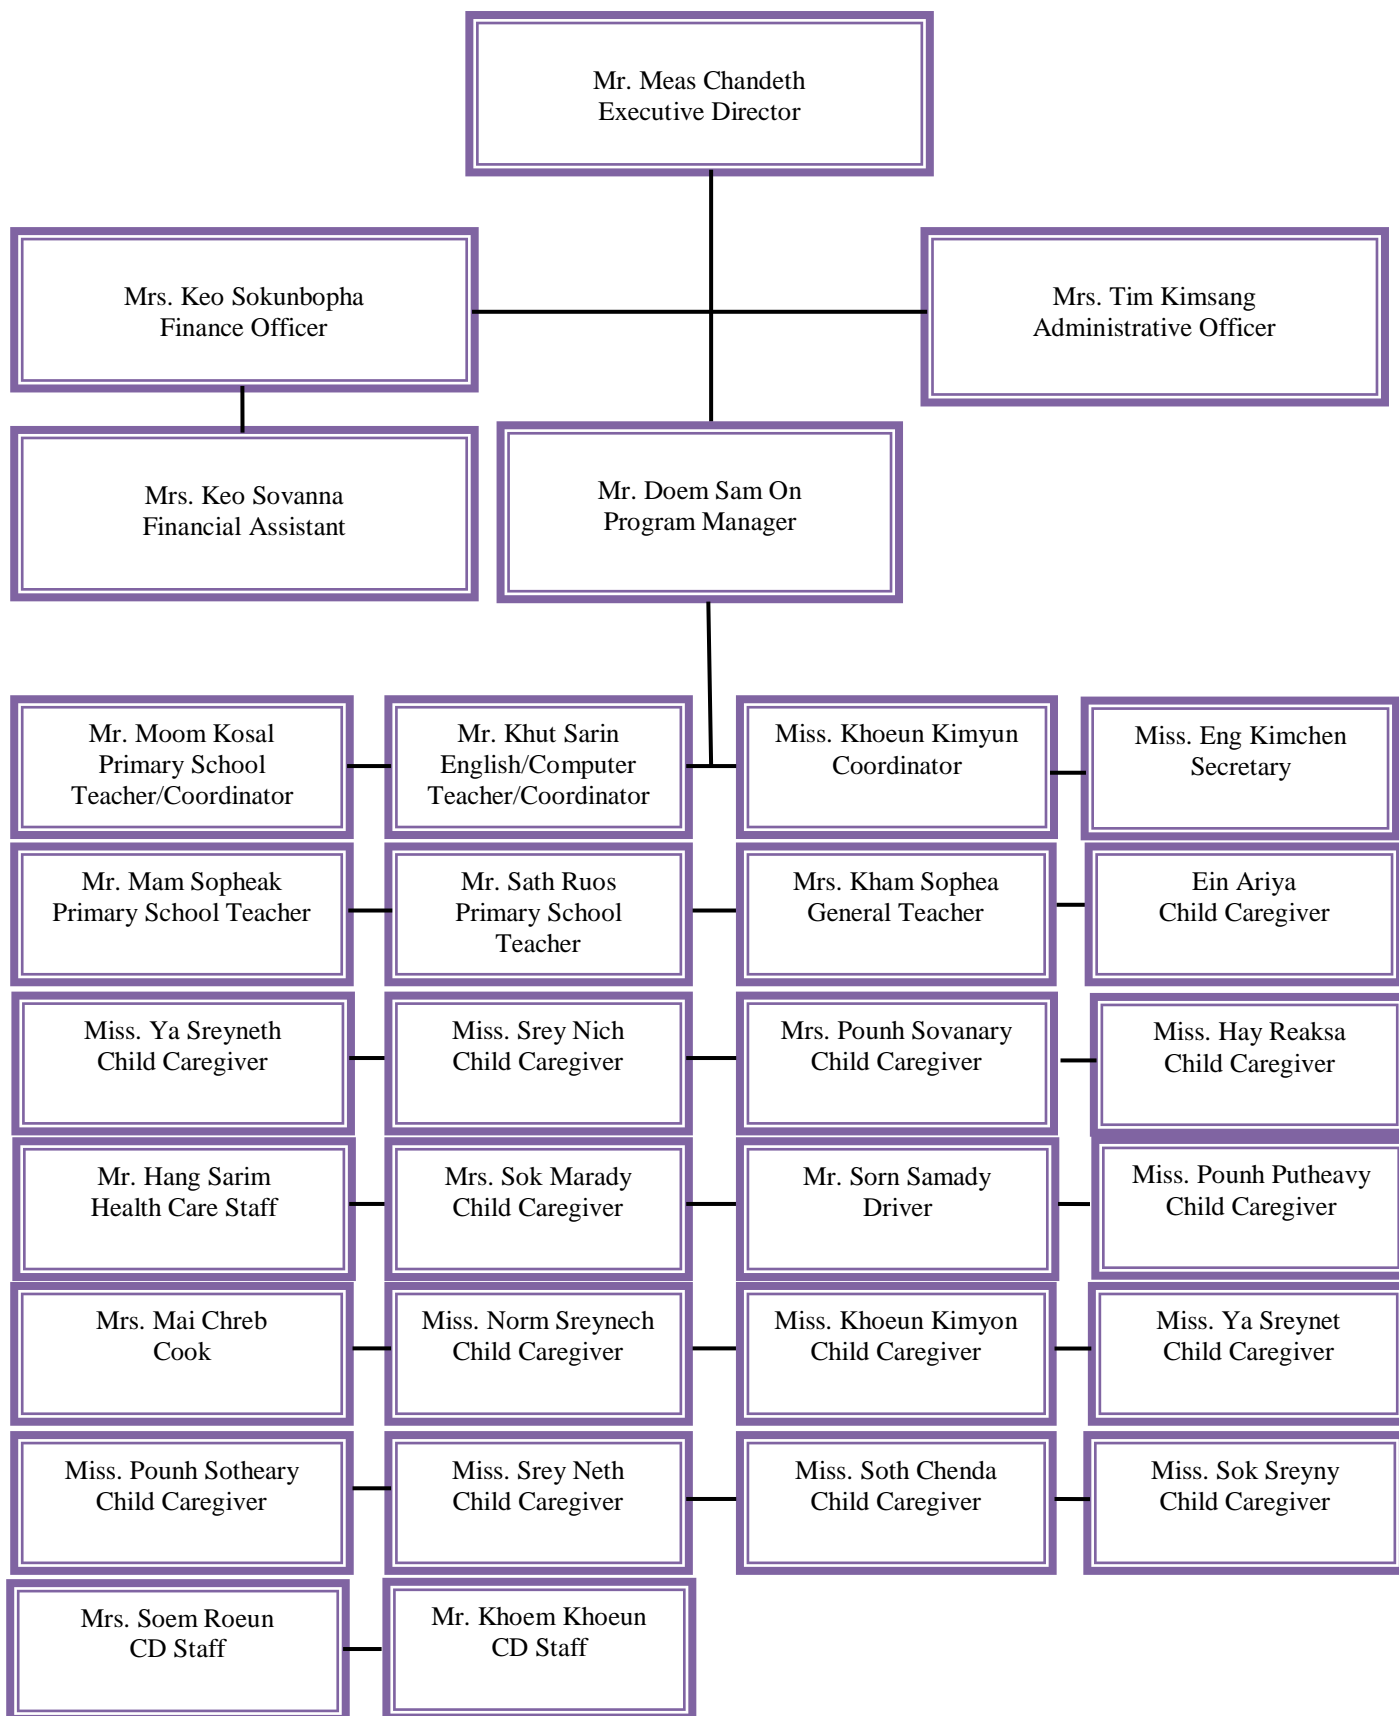 Mr. Meas Chandeth
Executive Director
Mrs. Keo Sokunbopha
Finance Officer
Mrs. Tim Kimsang
Administrative Officer
Mrs. Keo Sovanna
Financial Assistant
Mr. Doem Sam On
Program Manager
Mr. Moom Kosal
Primary School
Teacher/Coordinator
Mr. Khut Sarin
English/Computer
Teacher/Coordinator
Miss. Khoeun Kimyun
Coordinator
Miss. Eng Kimchen
Secretary
Mr. Mam Sopheak
Primary School Teacher
Mr. Sath Ruos
Primary School
Teacher
Mrs. Kham Sophea
General Teacher
Ein Ariya
Child Caregiver
Miss. Ya Sreyneth
Child Caregiver
Miss. Srey Nich
Child Caregiver
Mrs. Pounh Sovanary
Child Caregiver
Miss. Hay Reaksa
Child Caregiver
Mr. Hang Sarim
Health Care Staff
Mrs. Sok Marady
Child Caregiver
Mr. Sorn Samady
Driver
Miss. Pounh Putheavy
Child Caregiver
Mrs. Mai Chreb
Cook
Miss. Norm Sreynech
Child Caregiver
Miss. Khoeun Kimyon
Child Caregiver
Miss. Ya Sreynet
Child Caregiver
Miss. Pounh Sotheary
Child Caregiver
Miss. Srey Neth
Child Caregiver
Miss. Soth Chenda
Child Caregiver
Miss. Sok Sreyny
Child Caregiver
Mrs. Soem Roeun
CD Staff
Mr. Khoem Khoeun
CD Staff